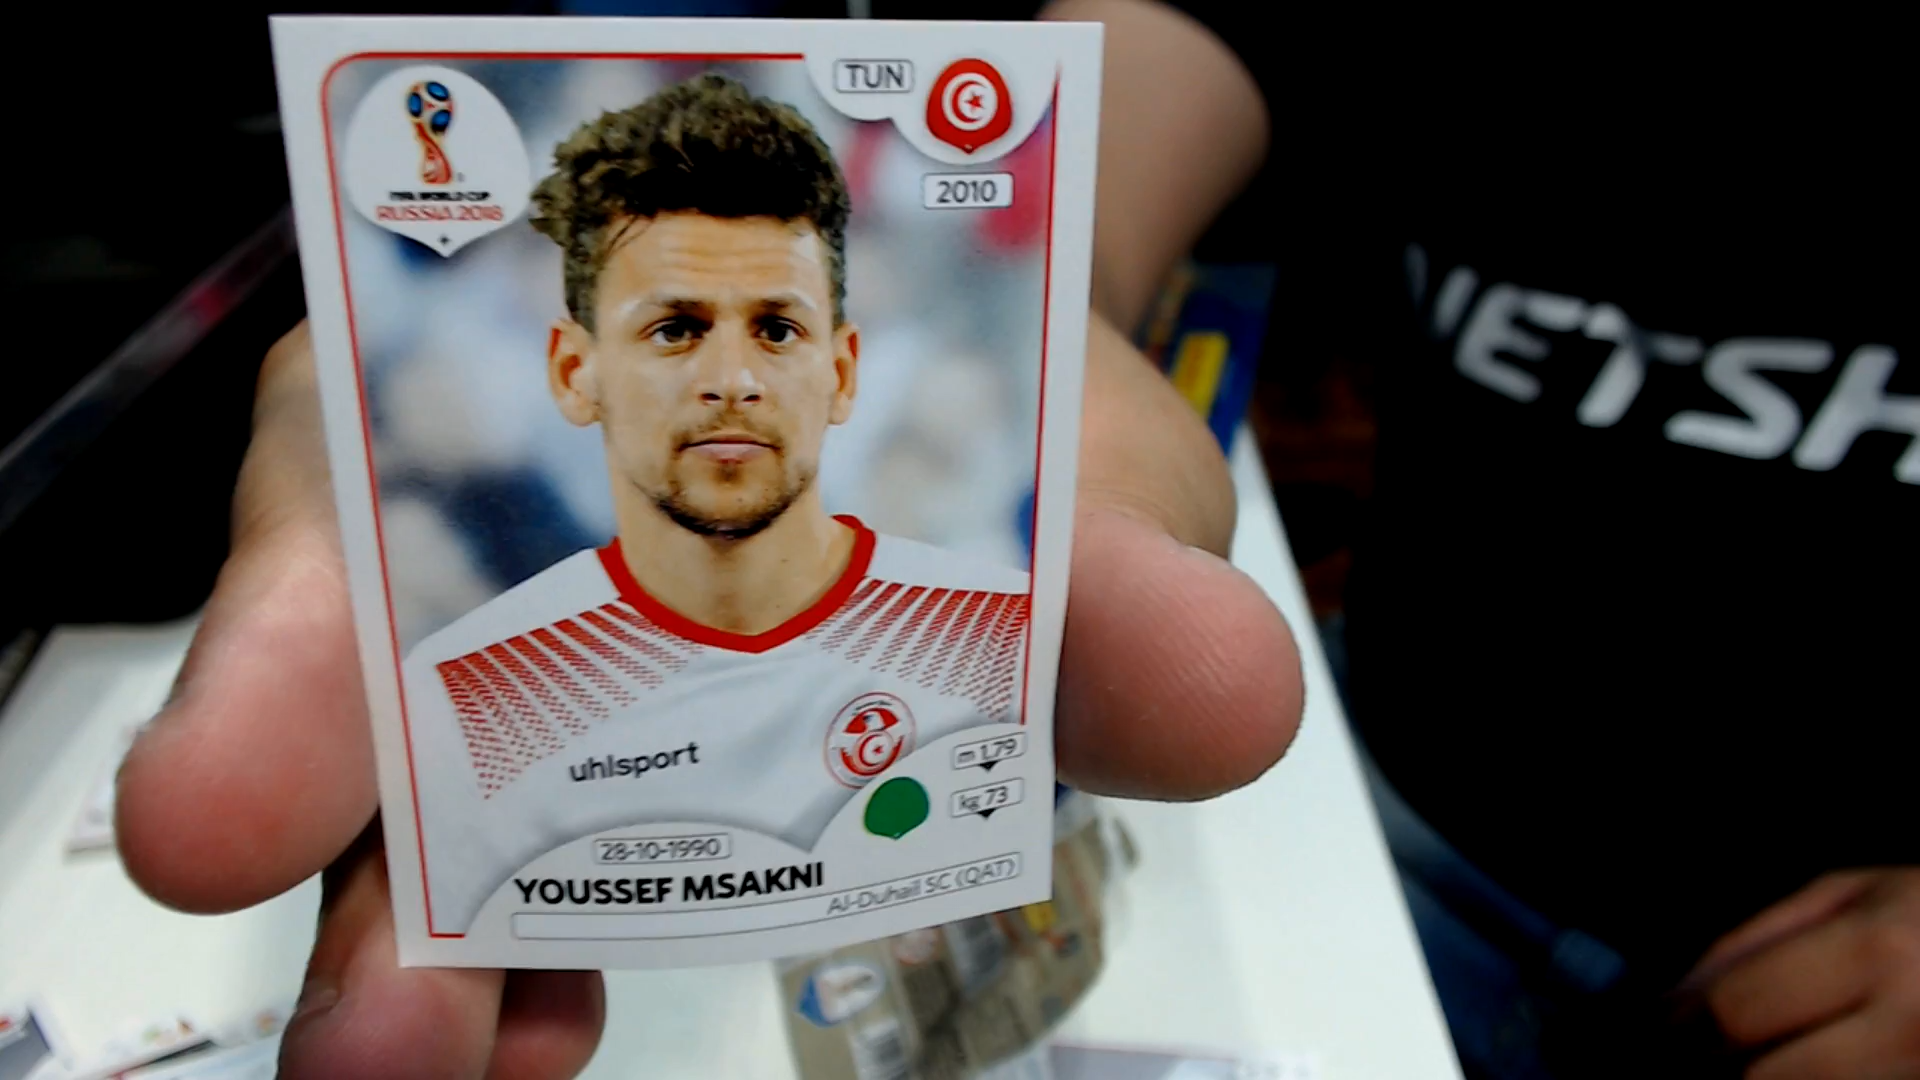 TUN
2010
FIFA WORLD CUP
RUSSIA 2018
uhlsport
m 1,79
kg 73
28-10-1990
YOUSSEF MSAKNI
Al-Duhail SC (QAT)
ETSH